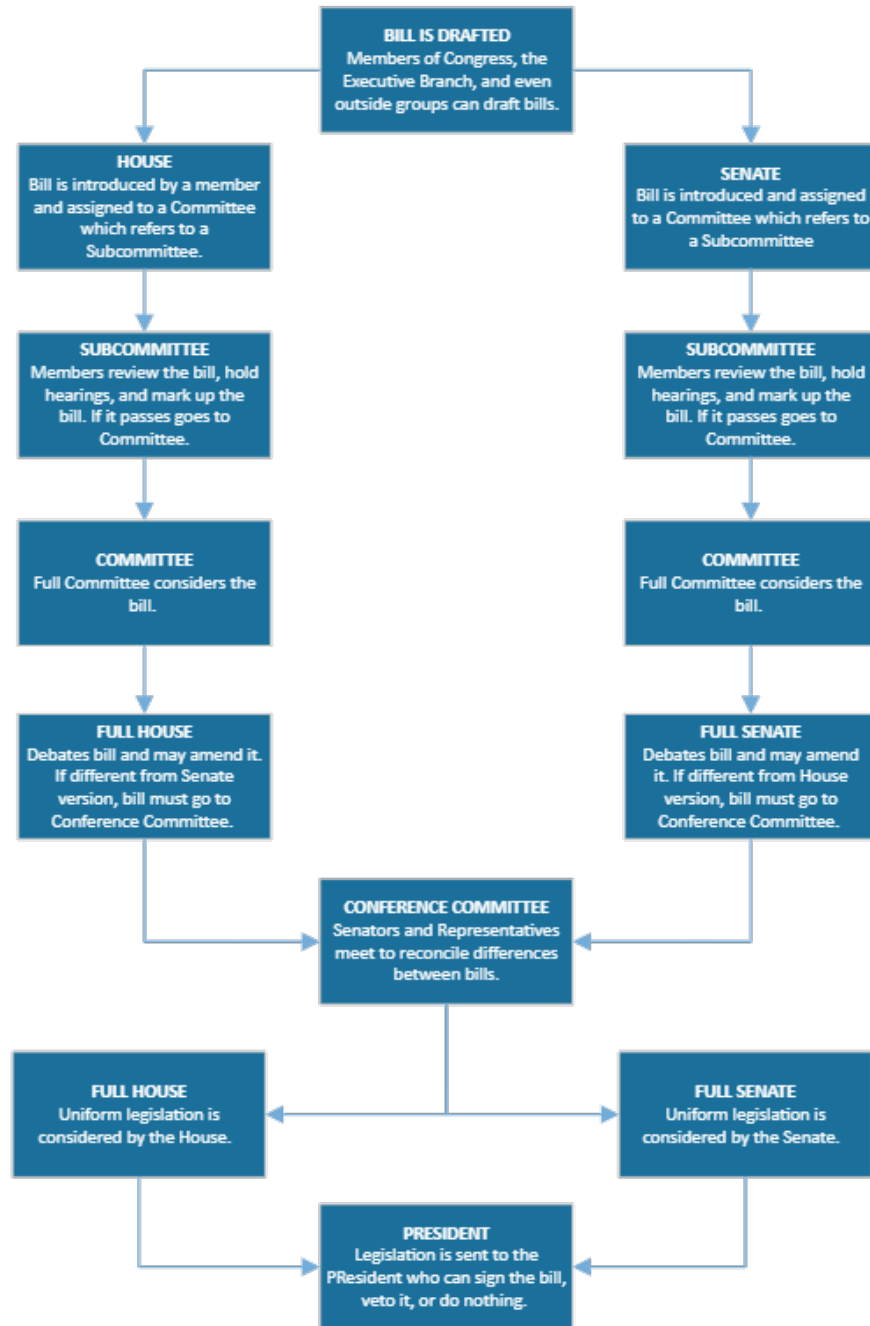 BILL IS DRAFTED
Members of Congress, the
Executive Branch, and even
outside groups can draft bills.
HOUSE
Bill is introduced by a member
and assigned to a Committee
which refers to a
Subcommittee.
SENATE
Bill is introduced and assigned
to a Committee which refers to
a Subcommittee
SUBCOMMITTEE
Members review the bill, hold
hearings, and mark up the
bill. If it passes goes to
Committee.
SUBCOMMITTEE
Members review the bill, hold
hearings, and mark up the
bill. If it passes goes to
Committee.
COMMITTEE
Full Committee considers the
bill.
COMMITTEE
Full Committee considers the
bill.
FULL HOUSE
Debates bill and may amend it.
If different from Senate
version, bill must go to
Conference Committee.
FULL SENATE
Debates bill and may amend
it. If different from House
version, bill must go to
Conference Committee.
CONFERENCE COMMITTEE
Senators and Representatives
meet to reconcile differences
between bills.
FULL HOUSE
Uniform legislation is
considered by the House.
FULL SENATE
Uniform legislation is
considered by the Senate.
PRESIDENT
Legislation is sent to the
PResident who can sign the bill,
veto it, or do nothing.